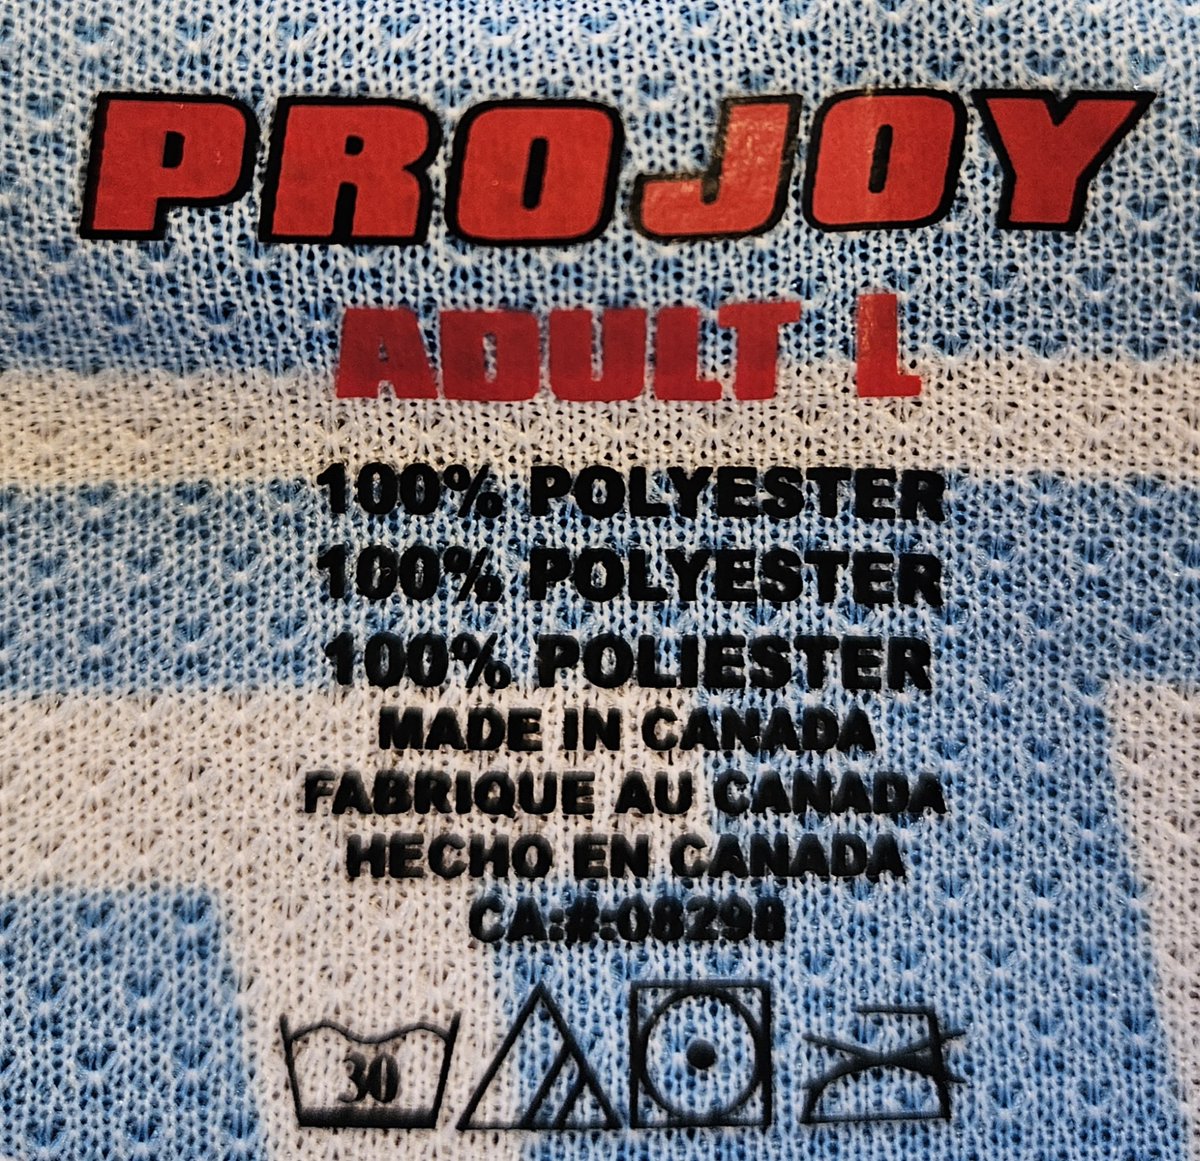 PROJOY
ADULT L
100% POLYESTER
100% POLYESTER
100% POLIESTER
MADE IN CANADA
FABRIQUE AU CANADA
HECHO EN CANADA
CA:#:08298
30